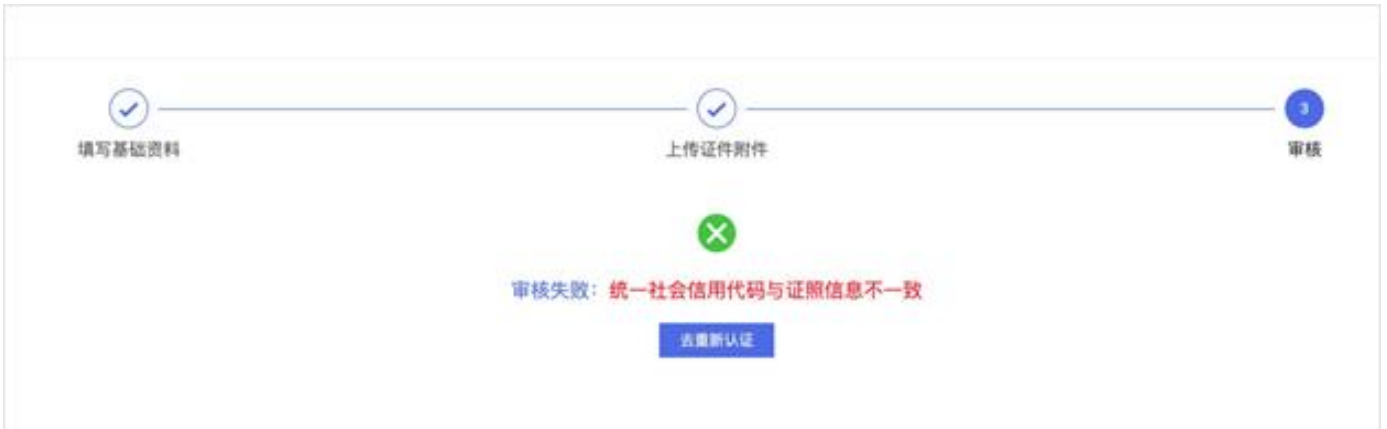 3
填写基础资料
上传证件附件
审核
审核失败：统一社会信用代码与证照信息不一致
去重新认证